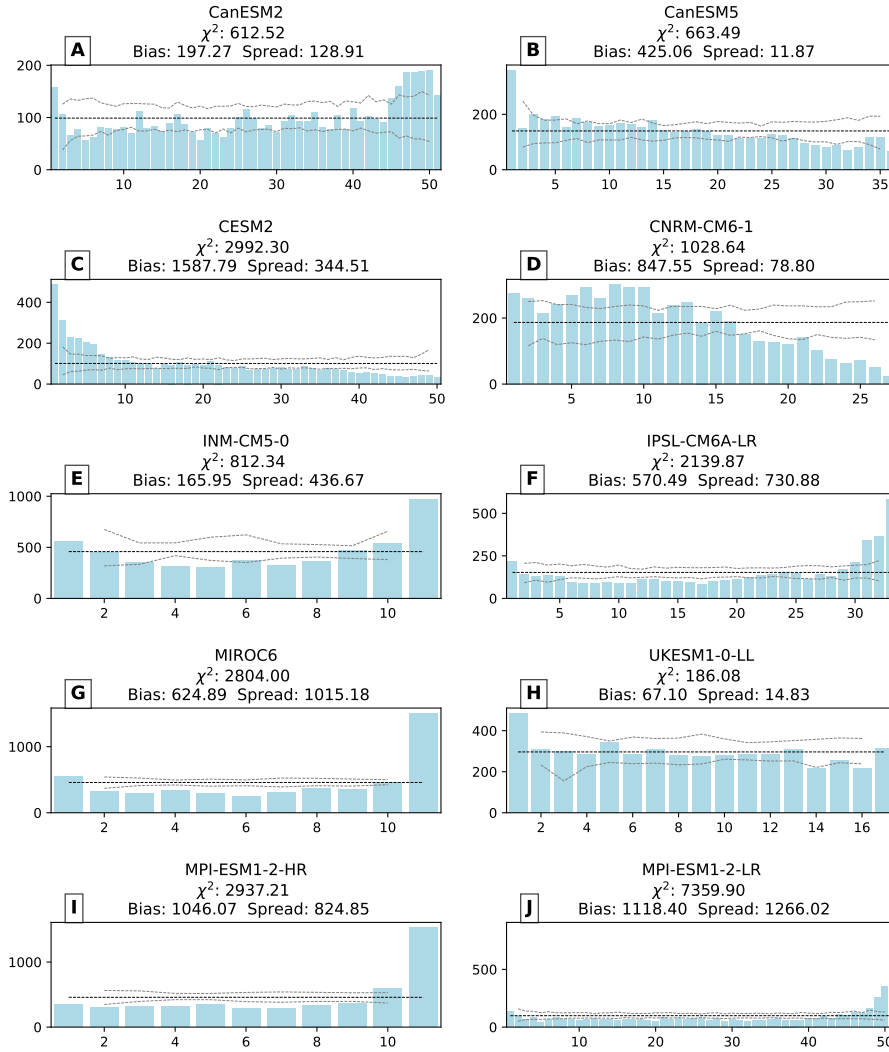 CanESM2
χ²: 612.52
A
Bias: 197.27 Spread: 128.91
200
100
0
10 20 30 40 50
CanESM5
χ²: 663.49
B
Bias: 425.06 Spread: 11.87
200
0
5 10 15 20 25 30 35
CESM2
χ²: 2992.30
C
Bias: 1587.79 Spread: 344.51
400
200
0
10 20 30 40 50
CNRM-CM6-1
χ²: 1028.64
D
Bias: 847.55 Spread: 78.80
200
0
5 10 15 20 25
INM-CM5-0
χ²: 812.34
E
Bias: 165.95 Spread: 436.67
1000
500
0
2 4 6 8 10
IPSL-CM6A-LR
χ²: 2139.87
F
Bias: 570.49 Spread: 730.88
500
250
0
5 10 15 20 25 30
MIROC6
χ²: 2804.00
G
Bias: 624.89 Spread: 1015.18
1000
0
2 4 6 8 10
UKESM1-0-LL
χ²: 186.08
H
Bias: 67.10 Spread: 14.83
400
200
0
2 4 6 8 10 12 14 16
MPI-ESM1-2-HR
χ²: 2937.21
I
Bias: 1046.07 Spread: 824.85
1000
0
2 4 6 8 10
MPI-ESM1-2-LR
χ²: 7359.90
J
Bias: 1118.40 Spread: 1266.02
500
0
10 20 30 40 50